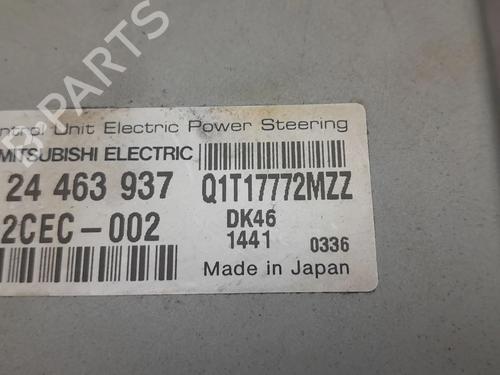 B-PARTS
ntrol Unit Electric Power Steering
MITSUBISHI ELECTRIC
24 463 937 Q1T17772MZZ
2CEC-002 DK46
1441 0336
Made in Japan